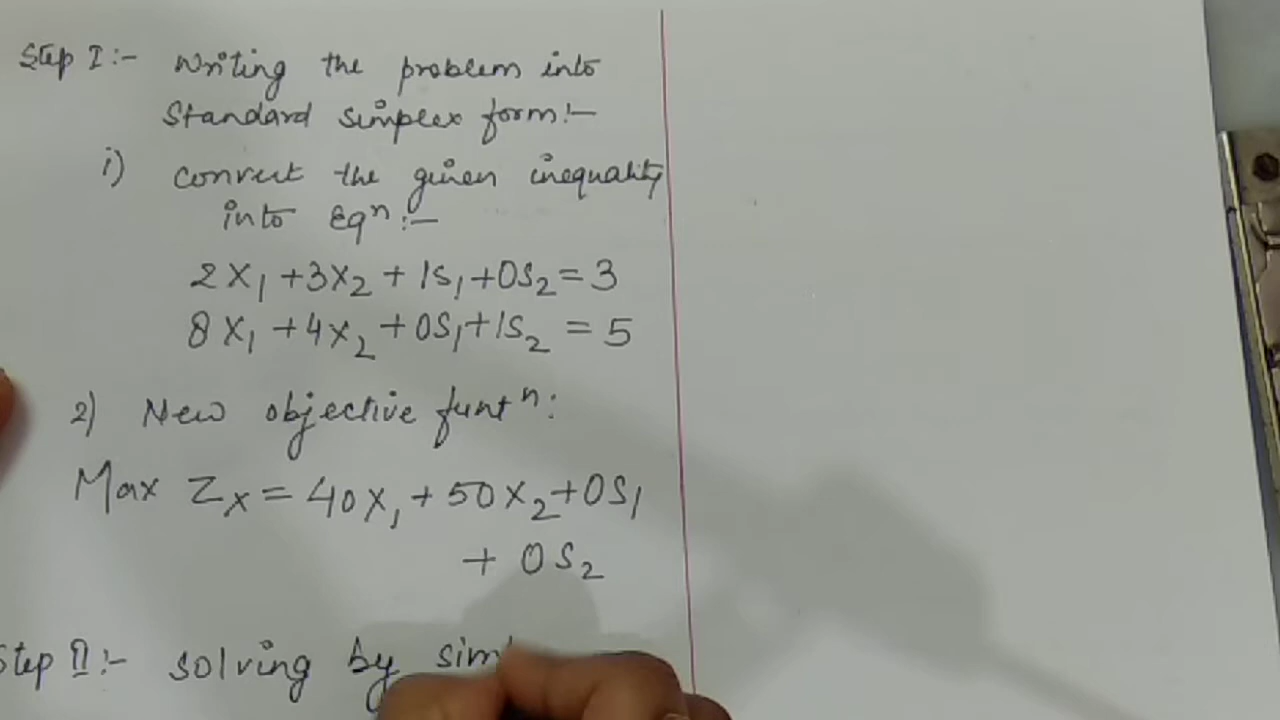 Step I:- Writing the problem into
Standard simplex form:-
i) convert the given inequality
into Eqⁿ:-
2X₁ + 3X₂ + 1S₁ + 0S₂ = 3
8X₁ + 4X₂ + 0S₁ + 1S₂ = 5
2) New objective funtⁿ:
Max Zₓ = 40X₁ + 50X₂ + 0S₁
+ 0S₂
Step II:- solving by